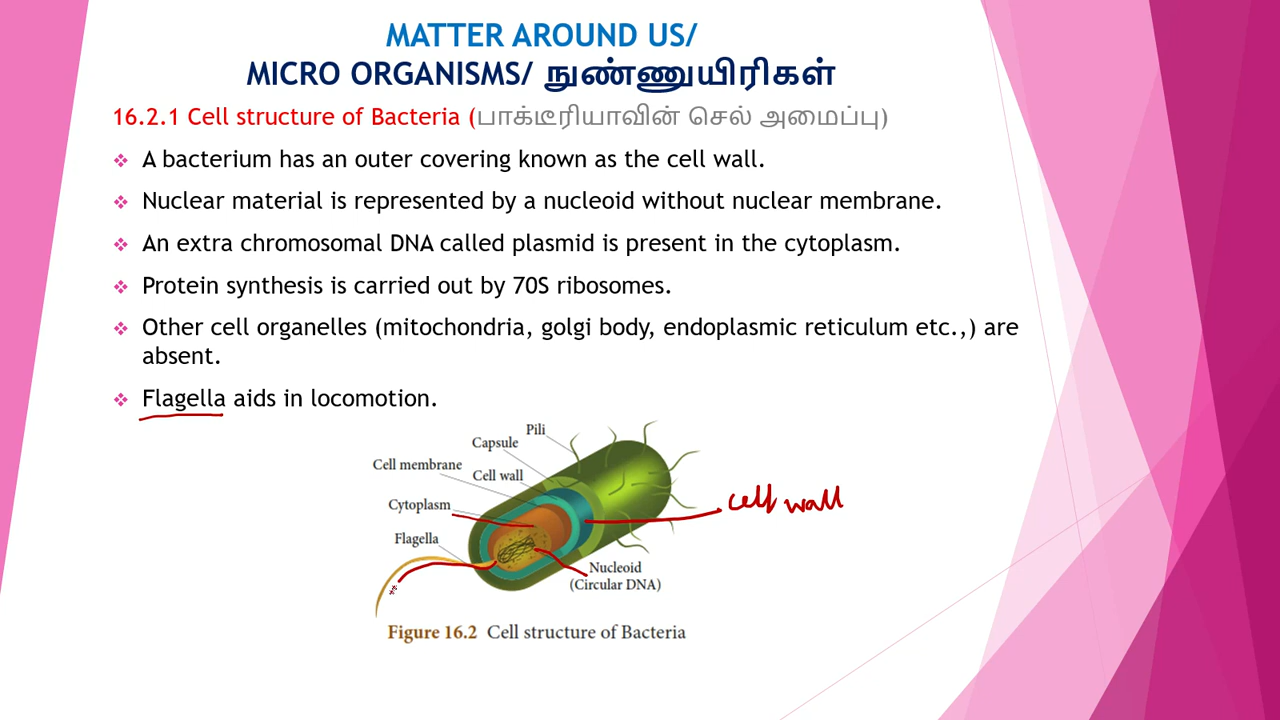 MATTER AROUND US/
MICRO ORGANISMS/ நுண்ணுயிரிகள்
16.2.1 Cell structure of Bacteria (பாக்டீரியாவின் செல் அமைப்பு)
❖ A bacterium has an outer covering known as the cell wall.
❖ Nuclear material is represented by a nucleoid without nuclear membrane.
❖ An extra chromosomal DNA called plasmid is present in the cytoplasm.
❖ Protein synthesis is carried out by 70S ribosomes.
❖ Other cell organelles (mitochondria, golgi body, endoplasmic reticulum etc.,) are
absent.
❖ Flagella aids in locomotion.
Pili
Capsule
Cell membrane
Cell wall
Cytoplasm
cell wall
Flagella
Nucleoid
(Circular DNA)
Figure 16.2 Cell structure of Bacteria